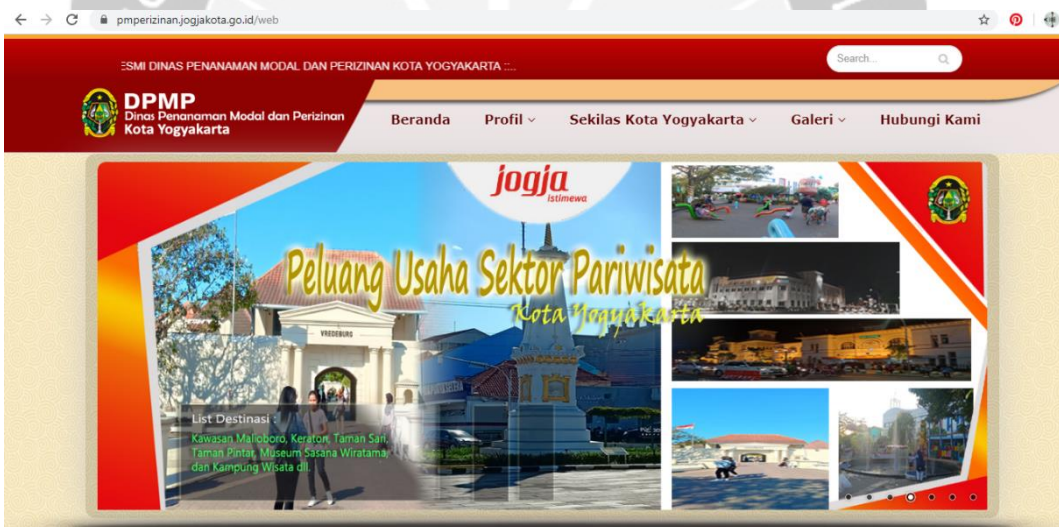 pmperizinan.jogjakota.go.id/web
ESMI DINAS PENANAMAN MODAL DAN PERIZINAN KOTA YOGYAKARTA ::...
Search...
DPMP
Dinas Penanaman Modal dan Perizinan
Kota Yogyakarta
Beranda Profil Sekilas Kota Yogyakarta Galeri Hubungi Kami
jogja
istimewa
Peluang Usaha Sektor Pariwisata
Kota Yogyakarta
VREDEBURG
List Destinasi :
Kawasan Malioboro, Keraton, Taman Sari,
Taman Pintar, Museum Sasana Wiratama,
dan Kampung Wisata dll.